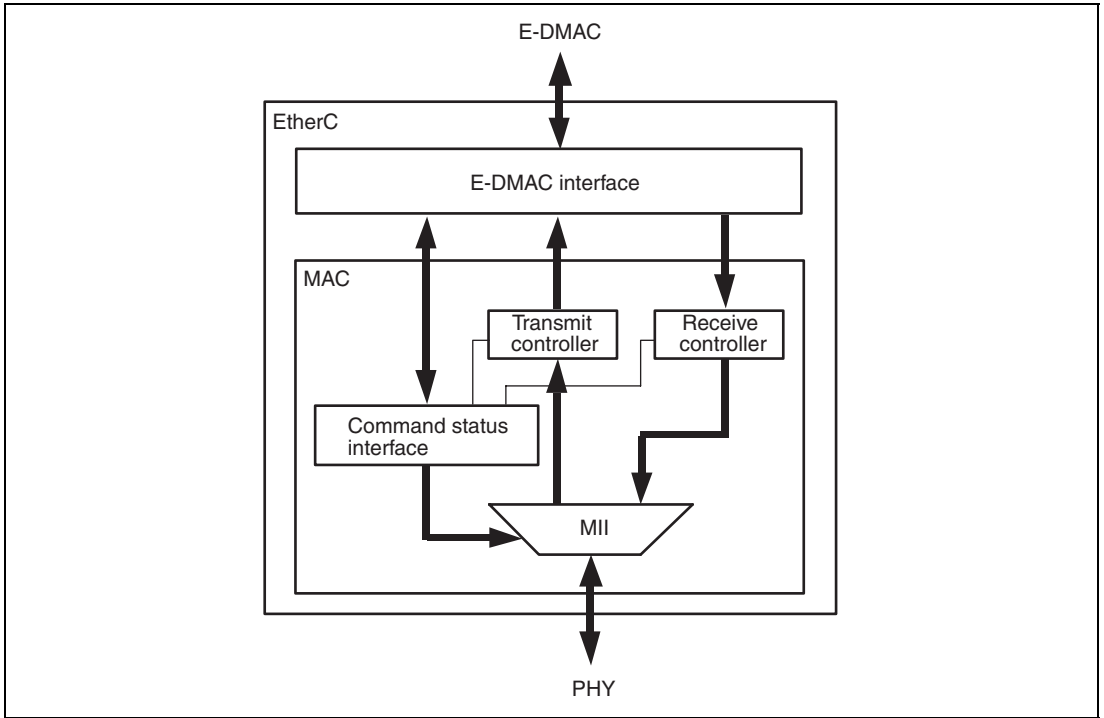 E-DMAC
EtherC
E-DMAC interface
MAC
Transmit
controller
Receive
controller
Command status
interface
MII
PHY